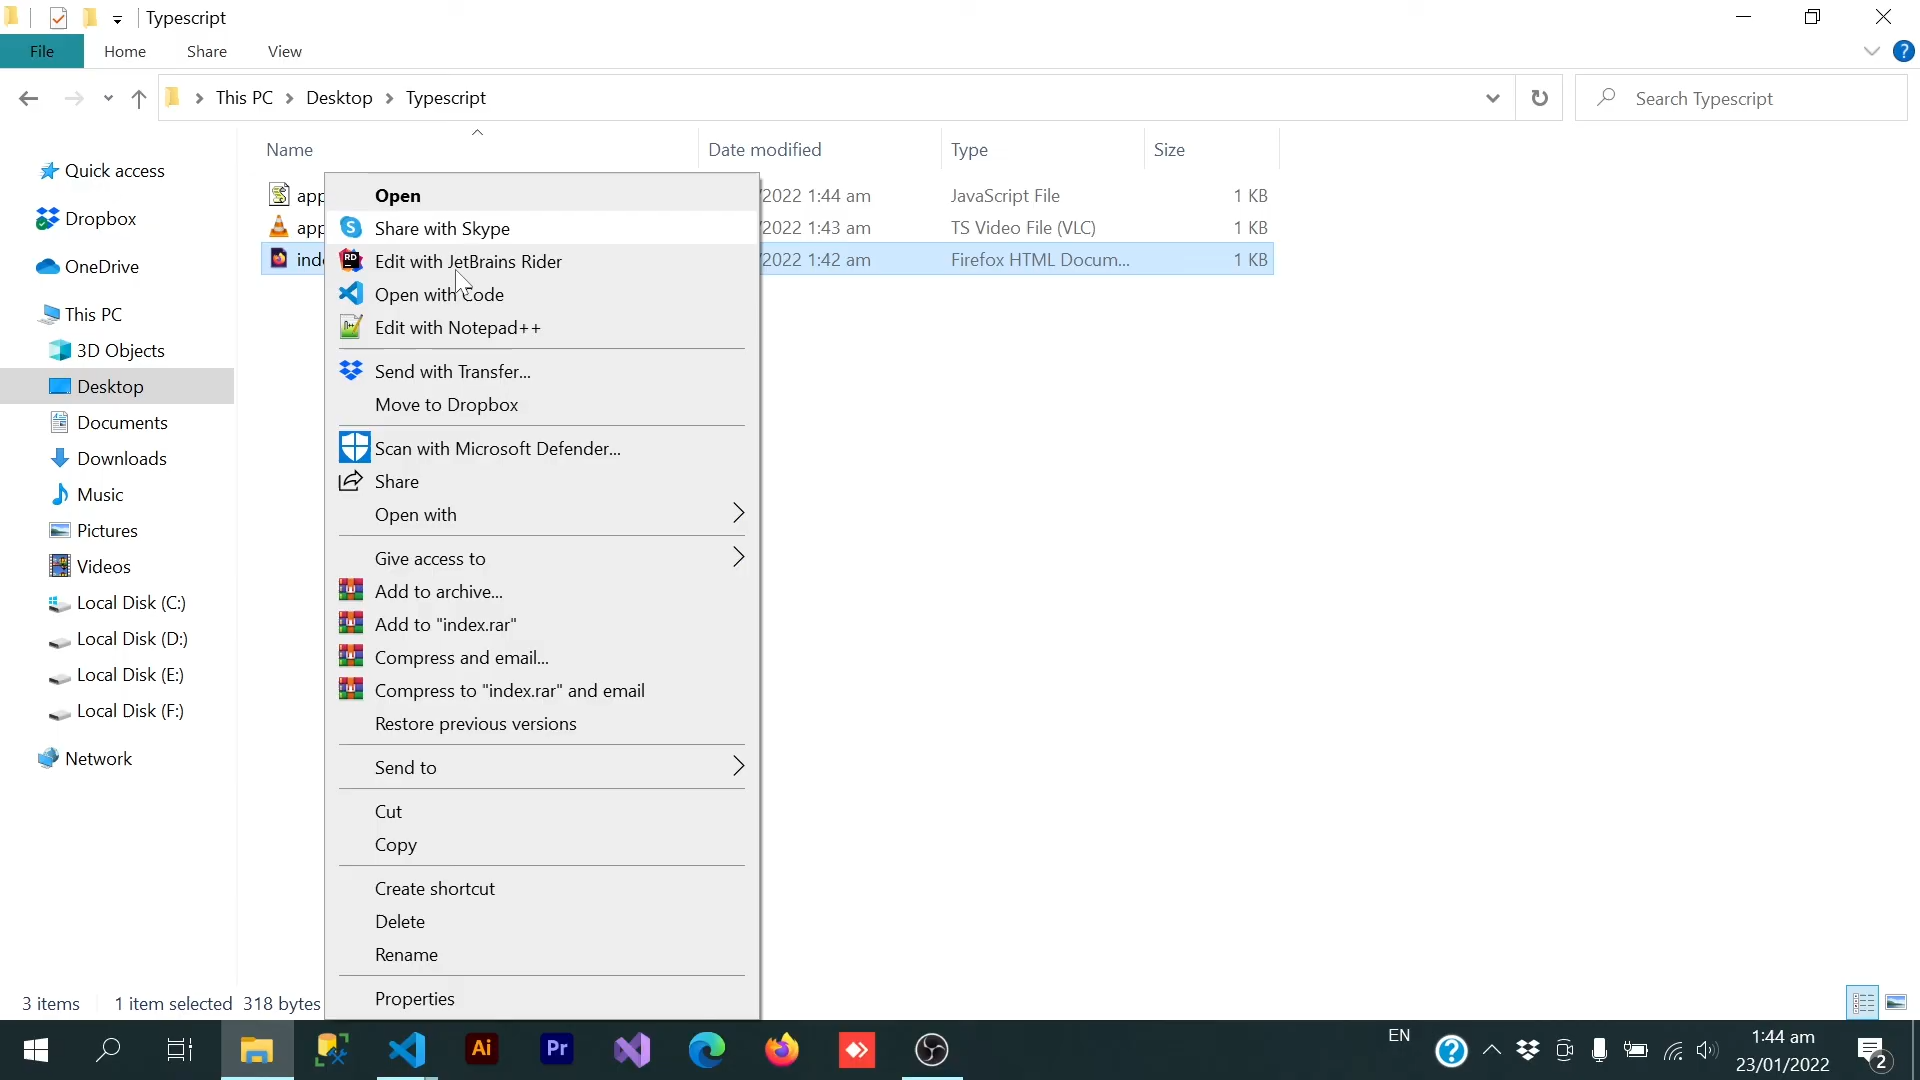 Typescript
File Home Share View
This PC Desktop Typescript
Search Typescript
Name Date modified Type Size
Quick access
Dropbox
OneDrive
This PC
3D Objects
Desktop
Documents
Downloads
Music
Pictures
Videos
Local Disk (C:)
Local Disk (D:)
Local Disk (E:)
Local Disk (F:)
Network
app /2022 1:44 am JavaScript File 1 KB
app /2022 1:43 am TS Video File (VLC) 1 KB
inde /2022 1:42 am Firefox HTML Docum... 1 KB
Open
Share with Skype
Edit with JetBrains Rider
Open with Code
Edit with Notepad++
Send with Transfer...
Move to Dropbox
Scan with Microsoft Defender...
Share
Open with
Give access to
Add to archive...
Add to "index.rar"
Compress and email...
Compress to "index.rar" and email
Restore previous versions
Send to
Cut
Copy
Create shortcut
Delete
Rename
Properties
3 items 1 item selected 318 bytes
Ai Pr
EN
1:44 am
23/01/2022
2